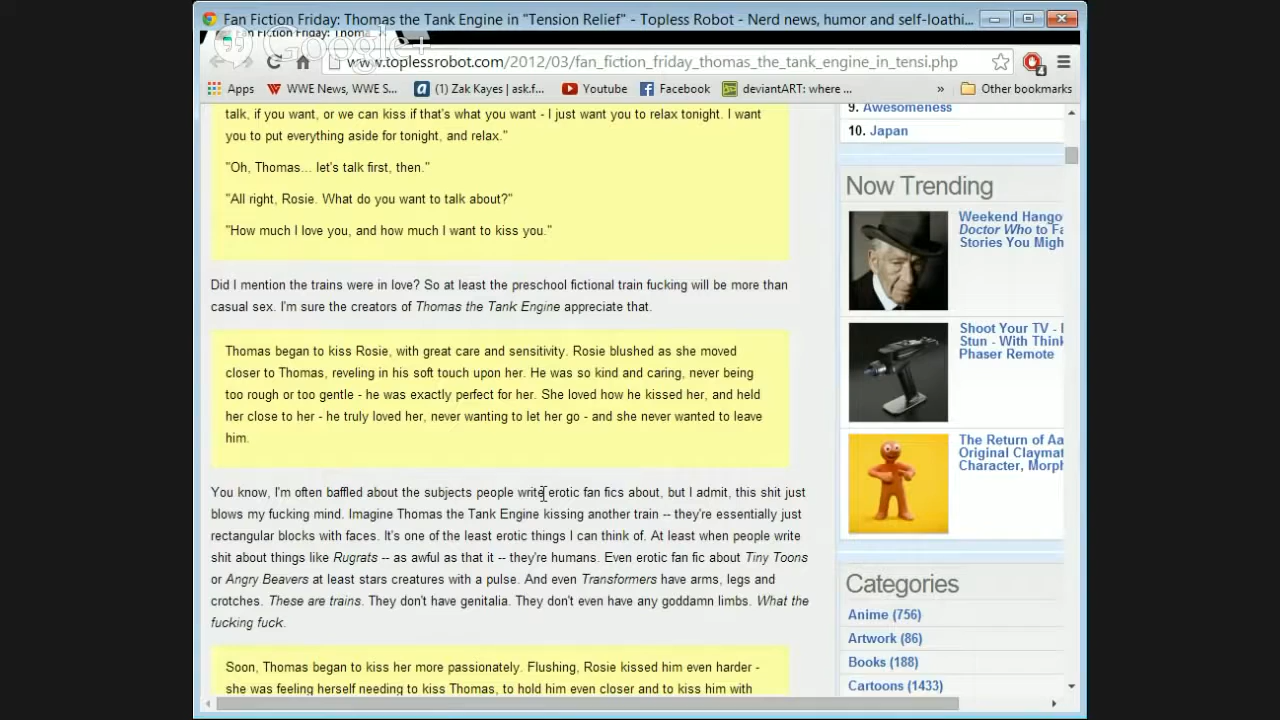 Fan Fiction Friday: Thomas the Tank Engine in "Tension Relief" - Topless Robot - Nerd news, humor and self-loathi...
Fan Fiction Friday: Thoma
Google+
www.toplessrobot.com/2012/03/fan_fiction_friday_thomas_the_tank_engine_in_tensi.php
4
Apps WWE News, WWE S... (1) Zak Kayes | ask.f... Youtube Facebook deviantART: where ... » Other bookmarks
talk, if you want, or we can kiss if that's what you want - I just want you to relax tonight. I want
you to put everything aside for tonight, and relax."
"Oh, Thomas... let's talk first, then."
"All right, Rosie. What do you want to talk about?"
"How much I love you, and how much I want to kiss you."
Did I mention the trains were in love? So at least the preschool fictional train fucking will be more than
casual sex. I'm sure the creators of Thomas the Tank Engine appreciate that.
Thomas began to kiss Rosie, with great care and sensitivity. Rosie blushed as she moved
closer to Thomas, reveling in his soft touch upon her. He was so kind and caring, never being
too rough or too gentle - he was exactly perfect for her. She loved how he kissed her, and held
her close to her - he truly loved her, never wanting to let her go - and she never wanted to leave
him.
You know, I'm often baffled about the subjects people write erotic fan fics about, but I admit, this shit just
blows my fucking mind. Imagine Thomas the Tank Engine kissing another train -- they're essentially just
rectangular blocks with faces. It's one of the least erotic things I can think of. At least when people write
shit about things like Rugrats -- as awful as that it -- they're humans. Even erotic fan fic about Tiny Toons
or Angry Beavers at least stars creatures with a pulse. And even Transformers have arms, legs and
crotches. These are trains. They don't have genitalia. They don't even have any goddamn limbs. What the
fucking fuck.
Soon, Thomas began to kiss her more passionately. Flushing, Rosie kissed him even harder -
she was feeling herself needing to kiss Thomas, to hold him even closer and to kiss him with
9. Awesomeness
10. Japan
Now Trending
Weekend Hango
Doctor Who to Fa
Stories You Migh
Shoot Your TV - 
Stun - With Think
Phaser Remote
The Return of Aa
Original Claymat
Character, Morph
Categories
Anime (756)
Artwork (86)
Books (188)
Cartoons (1433)